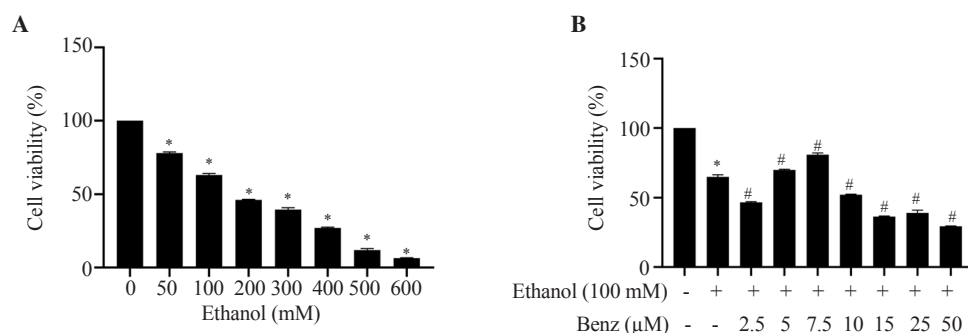 A
150
100
50
0
Cell viability (%)
* * * * * * *
0 50 100 200 300 400 500 600
Ethanol (mM)
B
150
100
50
0
Cell viability (%)
* # # # # # # #
Ethanol (100 mM) - + + + + + + + +
Benz (µM) - - 2.5 5 7.5 10 15 25 50